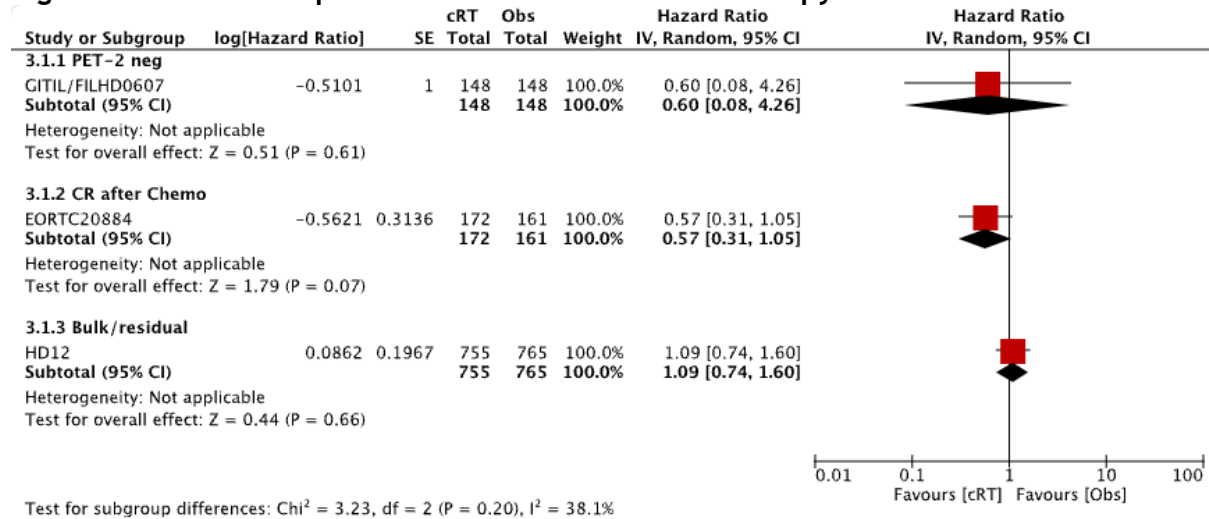 cRT Obs Hazard Ratio Hazard Ratio
Study or Subgroup log[Hazard Ratio] SE Total Total Weight IV, Random, 95% CI IV, Random, 95% CI
3.1.1 PET-2 neg
GITIL/FILHD0607 -0.5101 1 148 148 100.0% 0.60 [0.08, 4.26]
Subtotal (95% CI) 148 148 100.0% 0.60 [0.08, 4.26]
Heterogeneity: Not applicable
Test for overall effect: Z = 0.51 (P = 0.61)
3.1.2 CR after Chemo
EORTC20884 -0.5621 0.3136 172 161 100.0% 0.57 [0.31, 1.05]
Subtotal (95% CI) 172 161 100.0% 0.57 [0.31, 1.05]
Heterogeneity: Not applicable
Test for overall effect: Z = 1.79 (P = 0.07)
3.1.3 Bulk/residual
HD12 0.0862 0.1967 755 765 100.0% 1.09 [0.74, 1.60]
Subtotal (95% CI) 755 765 100.0% 1.09 [0.74, 1.60]
Heterogeneity: Not applicable
Test for overall effect: Z = 0.44 (P = 0.66)
0.01 0.1 1 10 100
Favours [cRT] Favours [Obs]
Test for subgroup differences: Chi² = 3.23, df = 2 (P = 0.20), I² = 38.1%